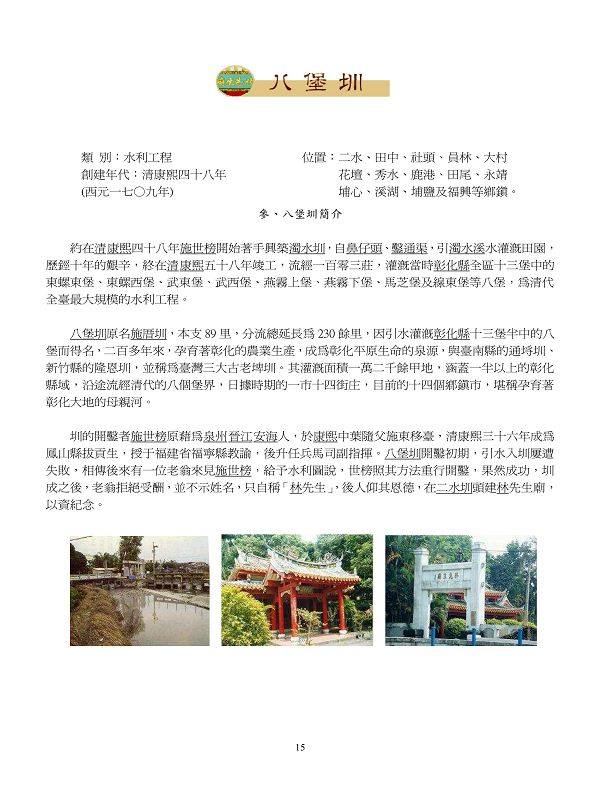 八堡圳
類 別：水利工程
位置：二水、田中、社頭、員林、大村
創建年代：清康熙四十八年
花壇、秀水、鹿港、田尾、永靖
(西元一七〇九年)
埔心、溪湖、埔鹽及福興等鄉鎮。
參、八堡圳簡介
約在清康熙四十八年施世榜開始著手興築濁水圳，自鼻仔頭、鑿通渠，引濁水溪水灌溉田園，
歷經十年的艱辛，終在清康熙五十八年竣工，流經一百零三莊，灌溉當時彰化縣全區十三堡中的
東螺東堡、東螺西堡、武東堡、武西堡、燕霧上堡、燕霧下堡、馬芝堡及線東堡等八堡，為清代
全臺最大規模的水利工程。
八堡圳原名施厝圳，本支 89 里，分流總延長為 230 餘里，因引水灌溉彰化縣十三堡半中的八
堡而得名，二百多年來，孕育著彰化的農業生產，成為彰化平原生命的泉源，與臺南縣的通埒圳、
新竹縣的隆恩圳，並稱為臺灣三大古老埤圳。其灌溉面積一萬二千餘甲地，涵蓋一半以上的彰化
縣域，沿途流經清代的八個堡界，日據時期的一市十四街庄，目前的十四個鄉鎮市，堪稱孕育著
彰化大地的母親河。
圳的開鑿者施世榜原藉為泉州晉江安海人，於康熙中葉隨父施東移臺，清康熙三十六年成為
鳳山縣拔貢生，授于福建省福寧縣教諭，後升任兵馬司副指揮。八堡圳開鑿初期，引水入圳屢遭
失敗，相傳後來有一位老翁來見施世榜，給予水利圖說，世榜照其方法重行開鑿，果然成功，圳
成之後，老翁拒絕受酬，並不示姓名，只自稱「林先生」，後人仰其恩德，在二水圳頭建林先生廟，
以資紀念。
15